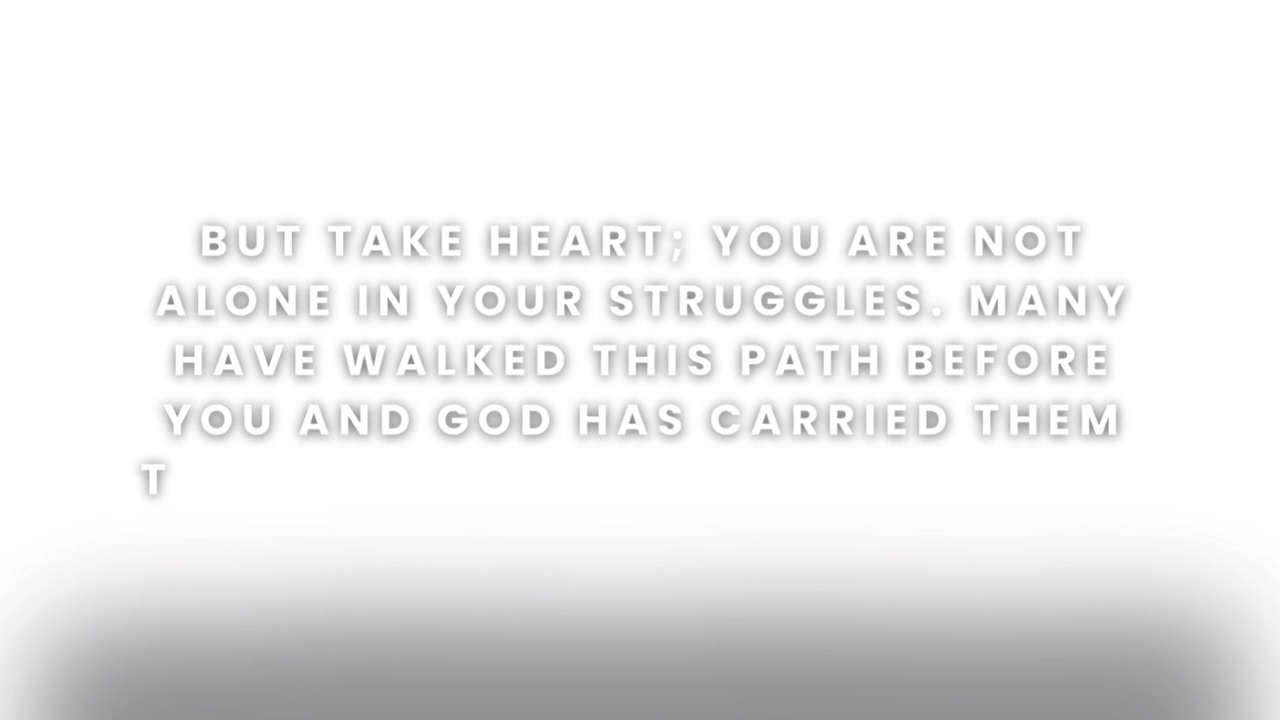 BUT TAKE HEART; YOU ARE NOT
ALONE IN YOUR STRUGGLES. MANY
HAVE WALKED THIS PATH BEFORE
YOU AND GOD HAS CARRIED THEM
T